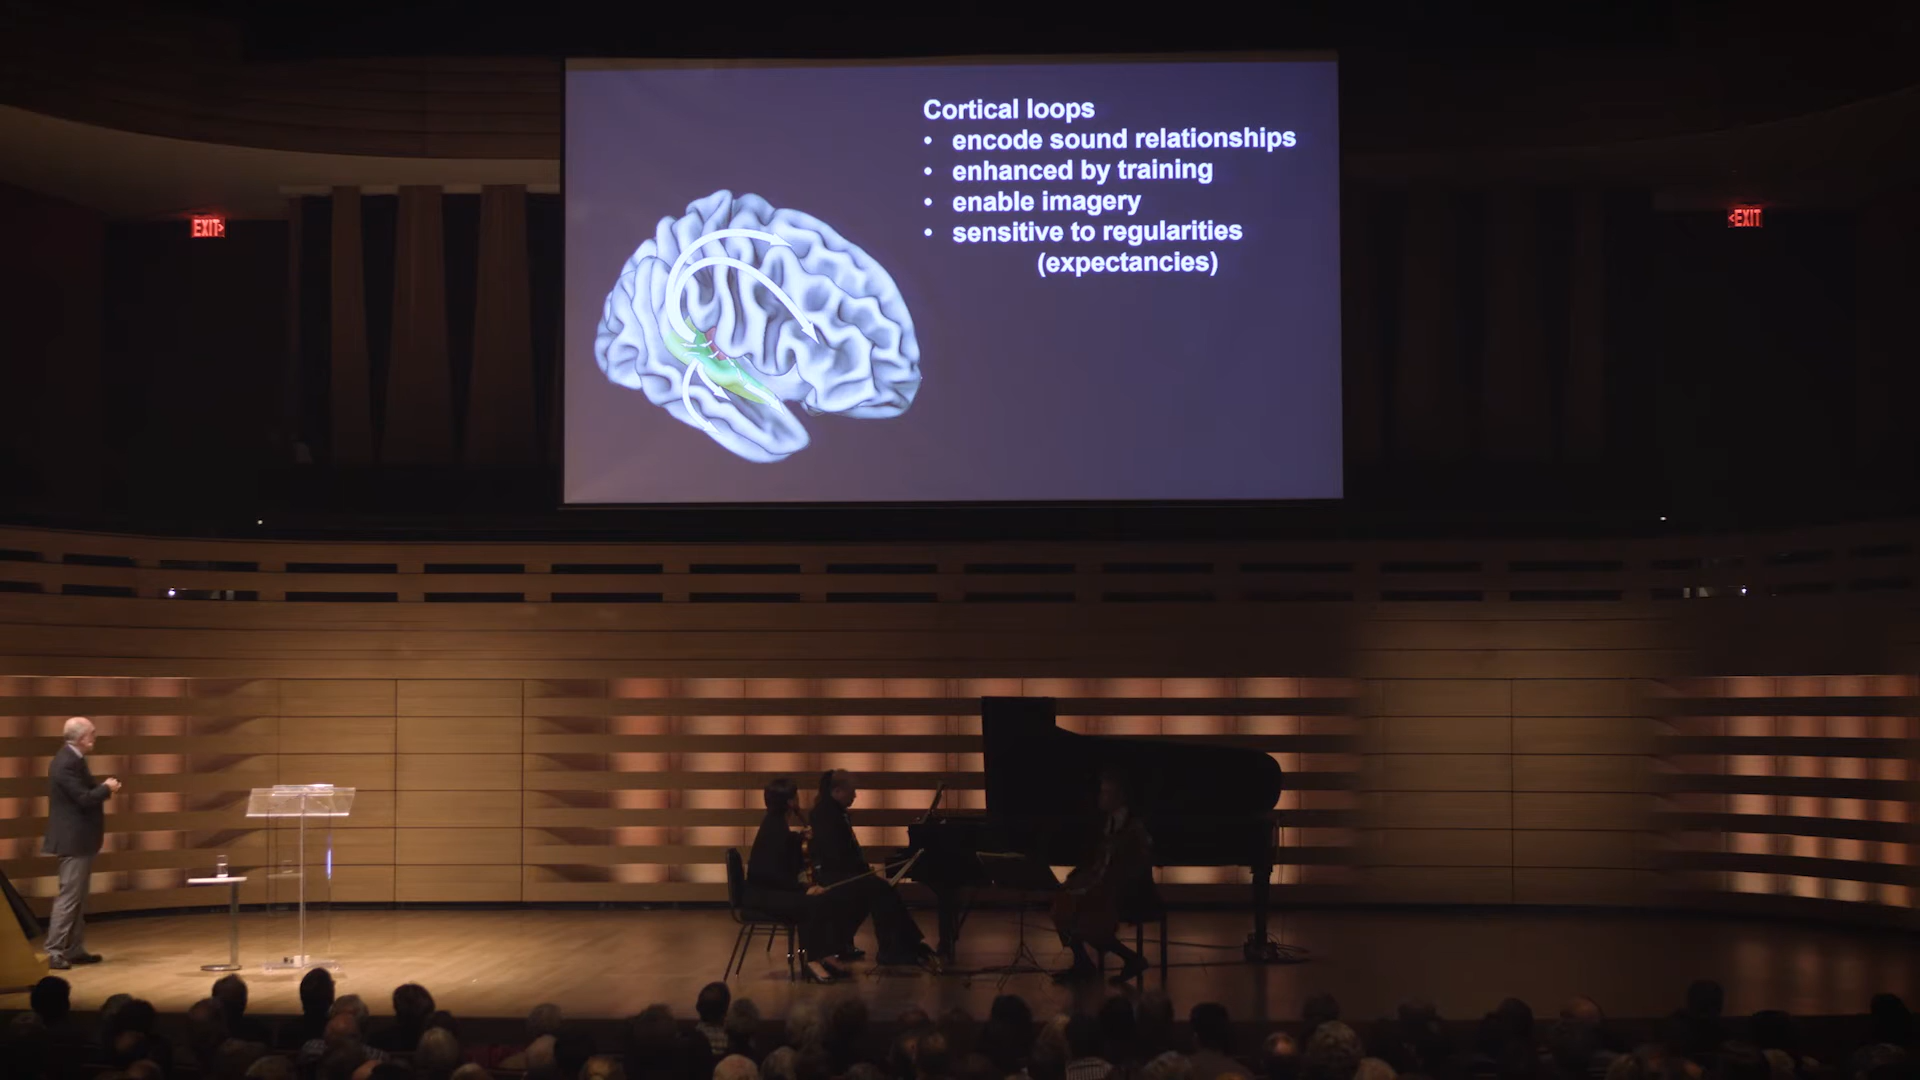 Cortical loops
• encode sound relationships
• enhanced by training
• enable imagery
• sensitive to regularities
(expectancies)
EXIT>
<EXIT